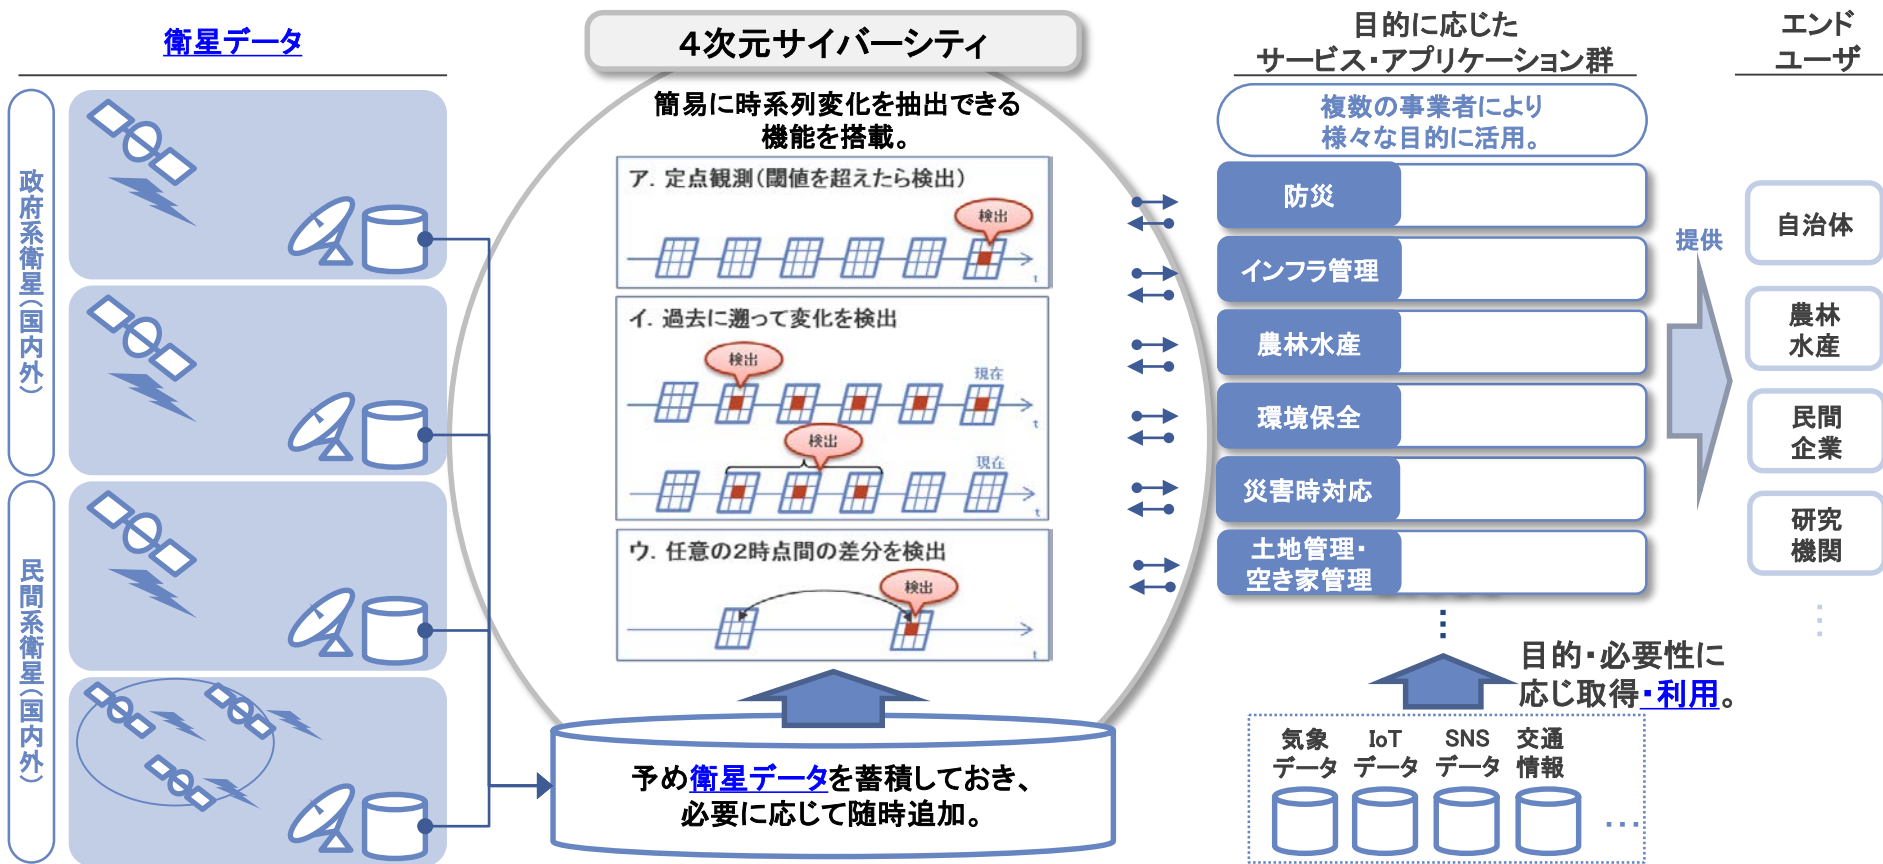 衛星データ
政府系衛星(国内外)
民間系衛星(国内外)
4次元サイバーシティ
簡易に時系列変化を抽出できる
機能を搭載。
ア. 定点観測(閾値を超えたら検出)
検出
t
イ. 過去に遡って変化を検出
検出
現在
t
検出
現在
t
ウ. 任意の2時点間の差分を検出
検出
t
予め衛星データを蓄積しておき、
必要に応じて随時追加。
目的に応じた
サービス・アプリケーション群
複数の事業者により
様々な目的に活用。
防災
インフラ管理
農林水産
環境保全
災害時対応
土地管理・
空き家管理
⋮
目的・必要性に
応じ取得・利用。
気象
データ
IoT
データ
SNS
データ
交通
情報
…
提供
エンド
ユーザ
自治体
農林
水産
民間
企業
研究
機関
⋮